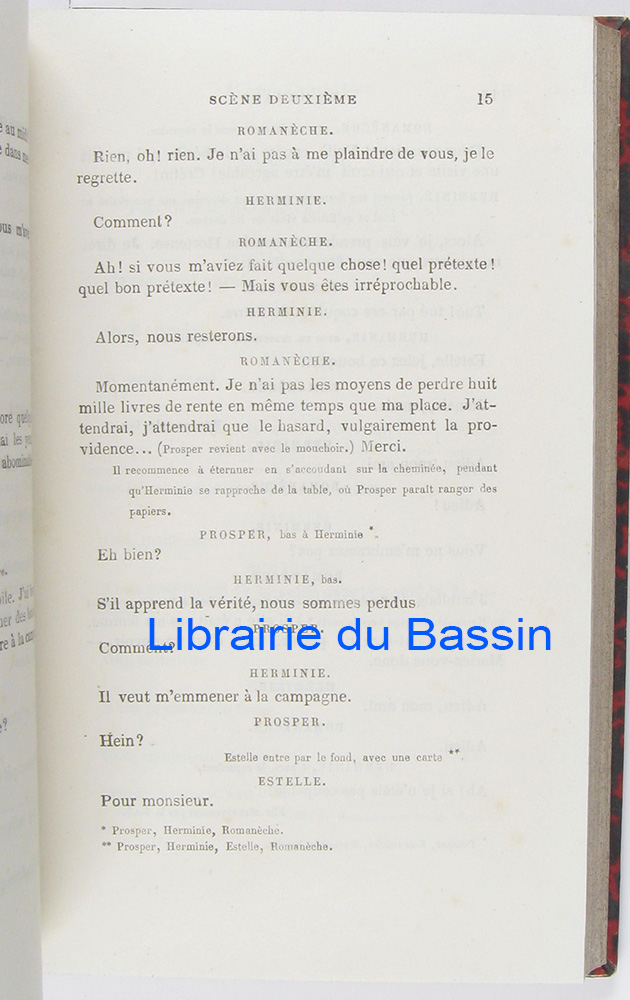 SCÈNE DEUXIÈME 15
ROMANÈCHE.
Rien, oh! rien. Je n'ai pas à me plaindre de vous, je le
regrette.
HERMINIE.
Comment?
ROMANÈCHE.
Ah! si vous m'aviez fait quelque chose! quel prétexte!
quel bon prétexte! — Mais vous êtes irréprochable.
HERMINIE.
Alors, nous resterons.
ROMANÈCHE.
Momentanément. Je n'ai pas les moyens de perdre huit
mille livres de rente en même temps que ma place. J'at-
tendrai, j'attendrai que le hasard, vulgairement la pro-
vidence... (Prosper revient avec le mouchoir.) Merci.
Il recommence à éternuer en s'accoudant sur la cheminée, pendant
qu'Herminie se rapproche de la table, où Prosper paraît ranger des
papiers.
PROSPER, bas à Herminie *.
Eh bien?
HERMINIE, bas.
S'il apprend la vérité, nous sommes perdus
PROSPER.
Librairie du Bassin
Comment?
HERMINIE.
Il veut m'emmener à la campagne.
PROSPER.
Hein?
Estelle entre par le fond, avec une carte **.
ESTELLE.
Pour monsieur.
* Prosper, Herminie, Romanèche.
** Prosper, Herminie, Estelle, Romanèche.